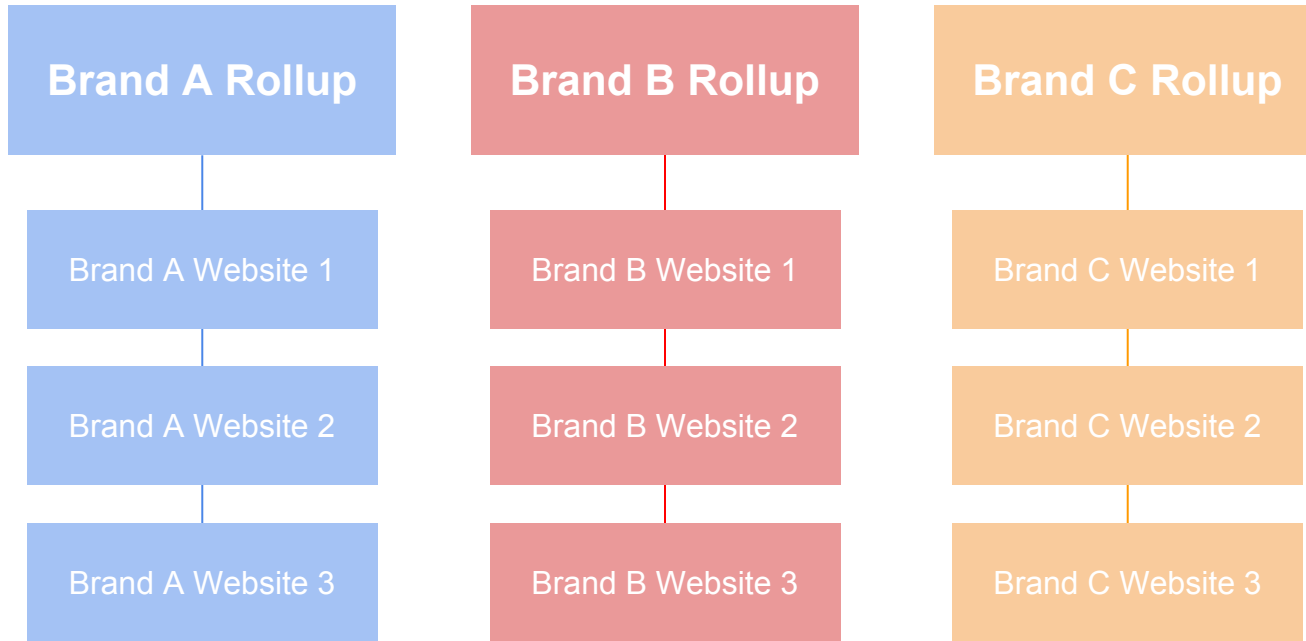 Brand A Rollup
Brand B Rollup
Brand C Rollup
Brand A Website 1
Brand B Website 1
Brand C Website 1
Brand A Website 2
Brand B Website 2
Brand C Website 2
Brand A Website 3
Brand B Website 3
Brand C Website 3